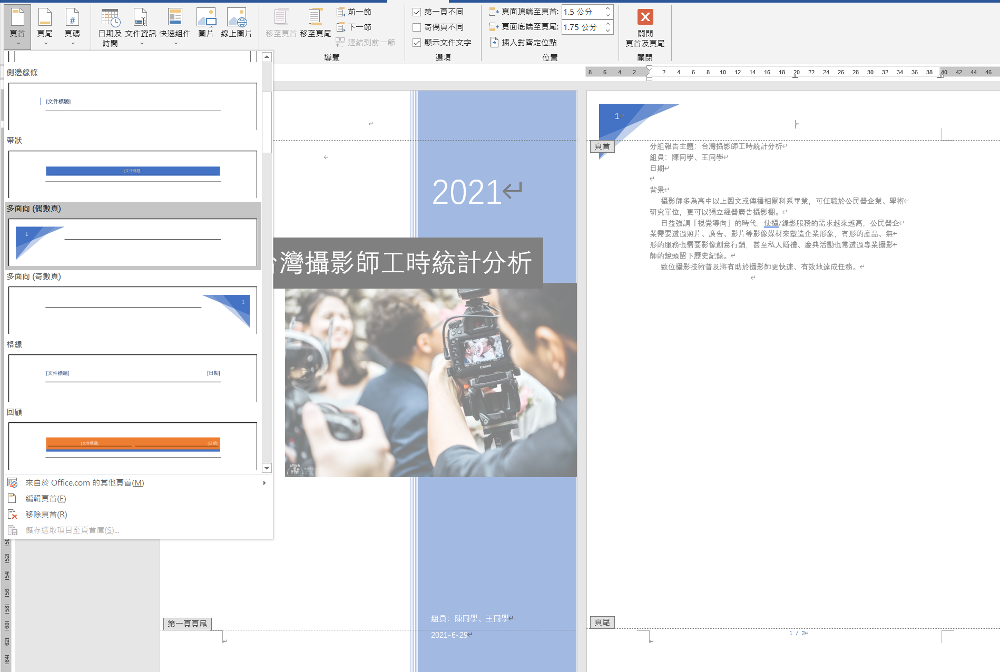 頁首
頁尾
頁碼
日期及
時間
文件資訊
快速組件
圖片
線上圖片
移至頁首
移至頁尾
前一節
下一節
連結到前一節
導覽
第一頁不同
奇偶頁不同
顯示文件文字
選項
頁面頂端至頁首: 1.5 公分
頁面底端至頁尾: 1.75 公分
插入對齊定位點
位置
關閉
頁首及頁尾
關閉
8 6 4 2 2 4 6 8 10 12 14 16 18 20 22 24 26 28 30 32 34 36 38 40 42 44 46
側邊線條
[文件標題]
帶狀
[文件標題]
多面向 (偶數頁)
1
多面向 (奇數頁)
1
格線
[文件標題] [日期]
回顧
[文件標題] [日期]
來自於 Office.com 的其他頁首(M)
編輯頁首(E)
移除頁首(R)
儲存選取項目至頁首庫(S)...
50
52
54
56
58
60
62
64
2021
灣攝影師工時統計分析
Canon
組員：陳同學、王同學
2021-6-29
第一頁頁尾
1
頁首
分組報告主題：台灣攝影師工時統計分析
組員：陳同學、王同學
日期
背景
攝影師多為高中以上圖文或傳播相關科系畢業，可任職於公民營企業、學術
研究單位，更可以獨立經營廣告攝影棚。
日益強調「視覺導向」的時代，使攝/錄影服務的需求越來越高，公民營企
業需要透過照片、廣告、影片等影像媒材來塑造企業形象，有形的產品、無
形的服務也需要影像創意行銷，甚至私人婚禮、慶典活動也常透過專業攝影
師的鏡頭留下歷史紀錄。
數位攝影技術普及將有助於攝影師更快速、有效地達成任務。
頁尾
1 / 2